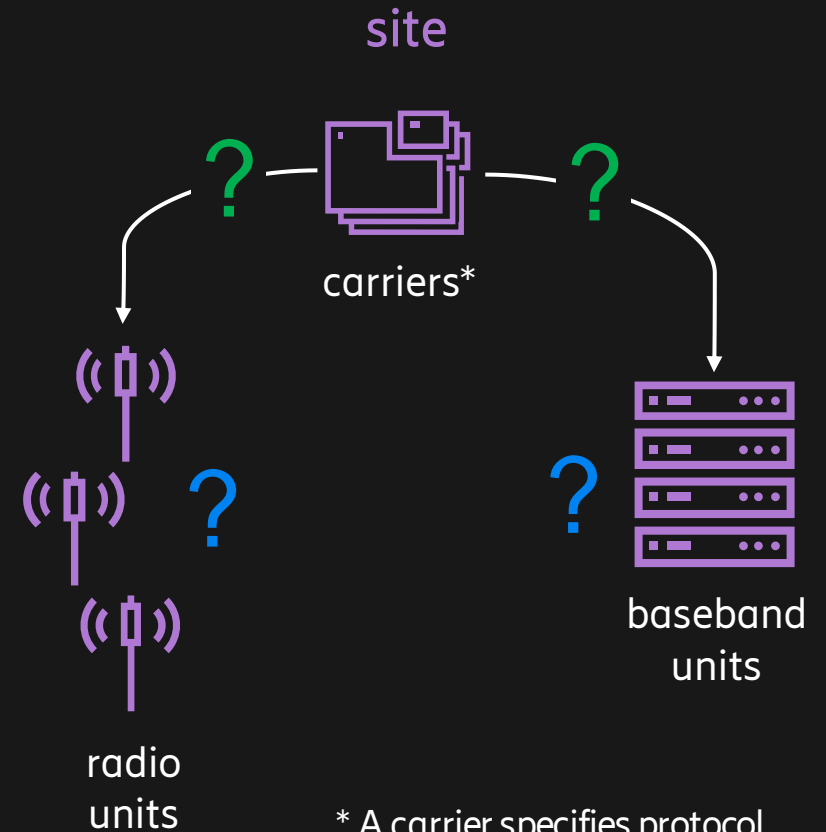 site
?
?
carriers*
?
?
baseband
units
radio
units
* A carrier specifies protocol